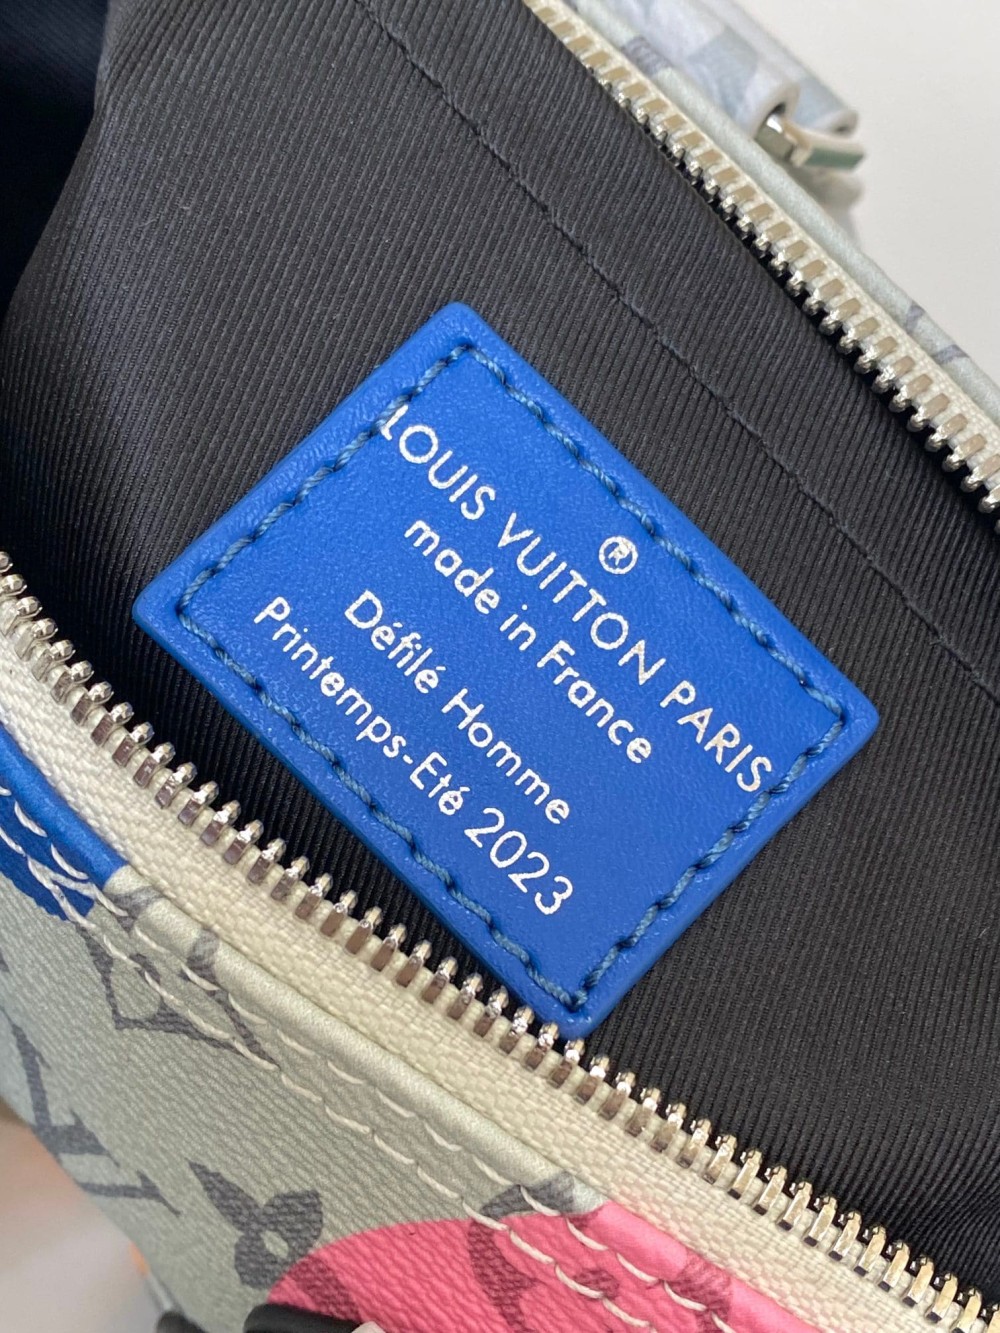 LOUIS VUITTON PARIS
®
made in France
Défilé Homme
Printemps-Eté 2023